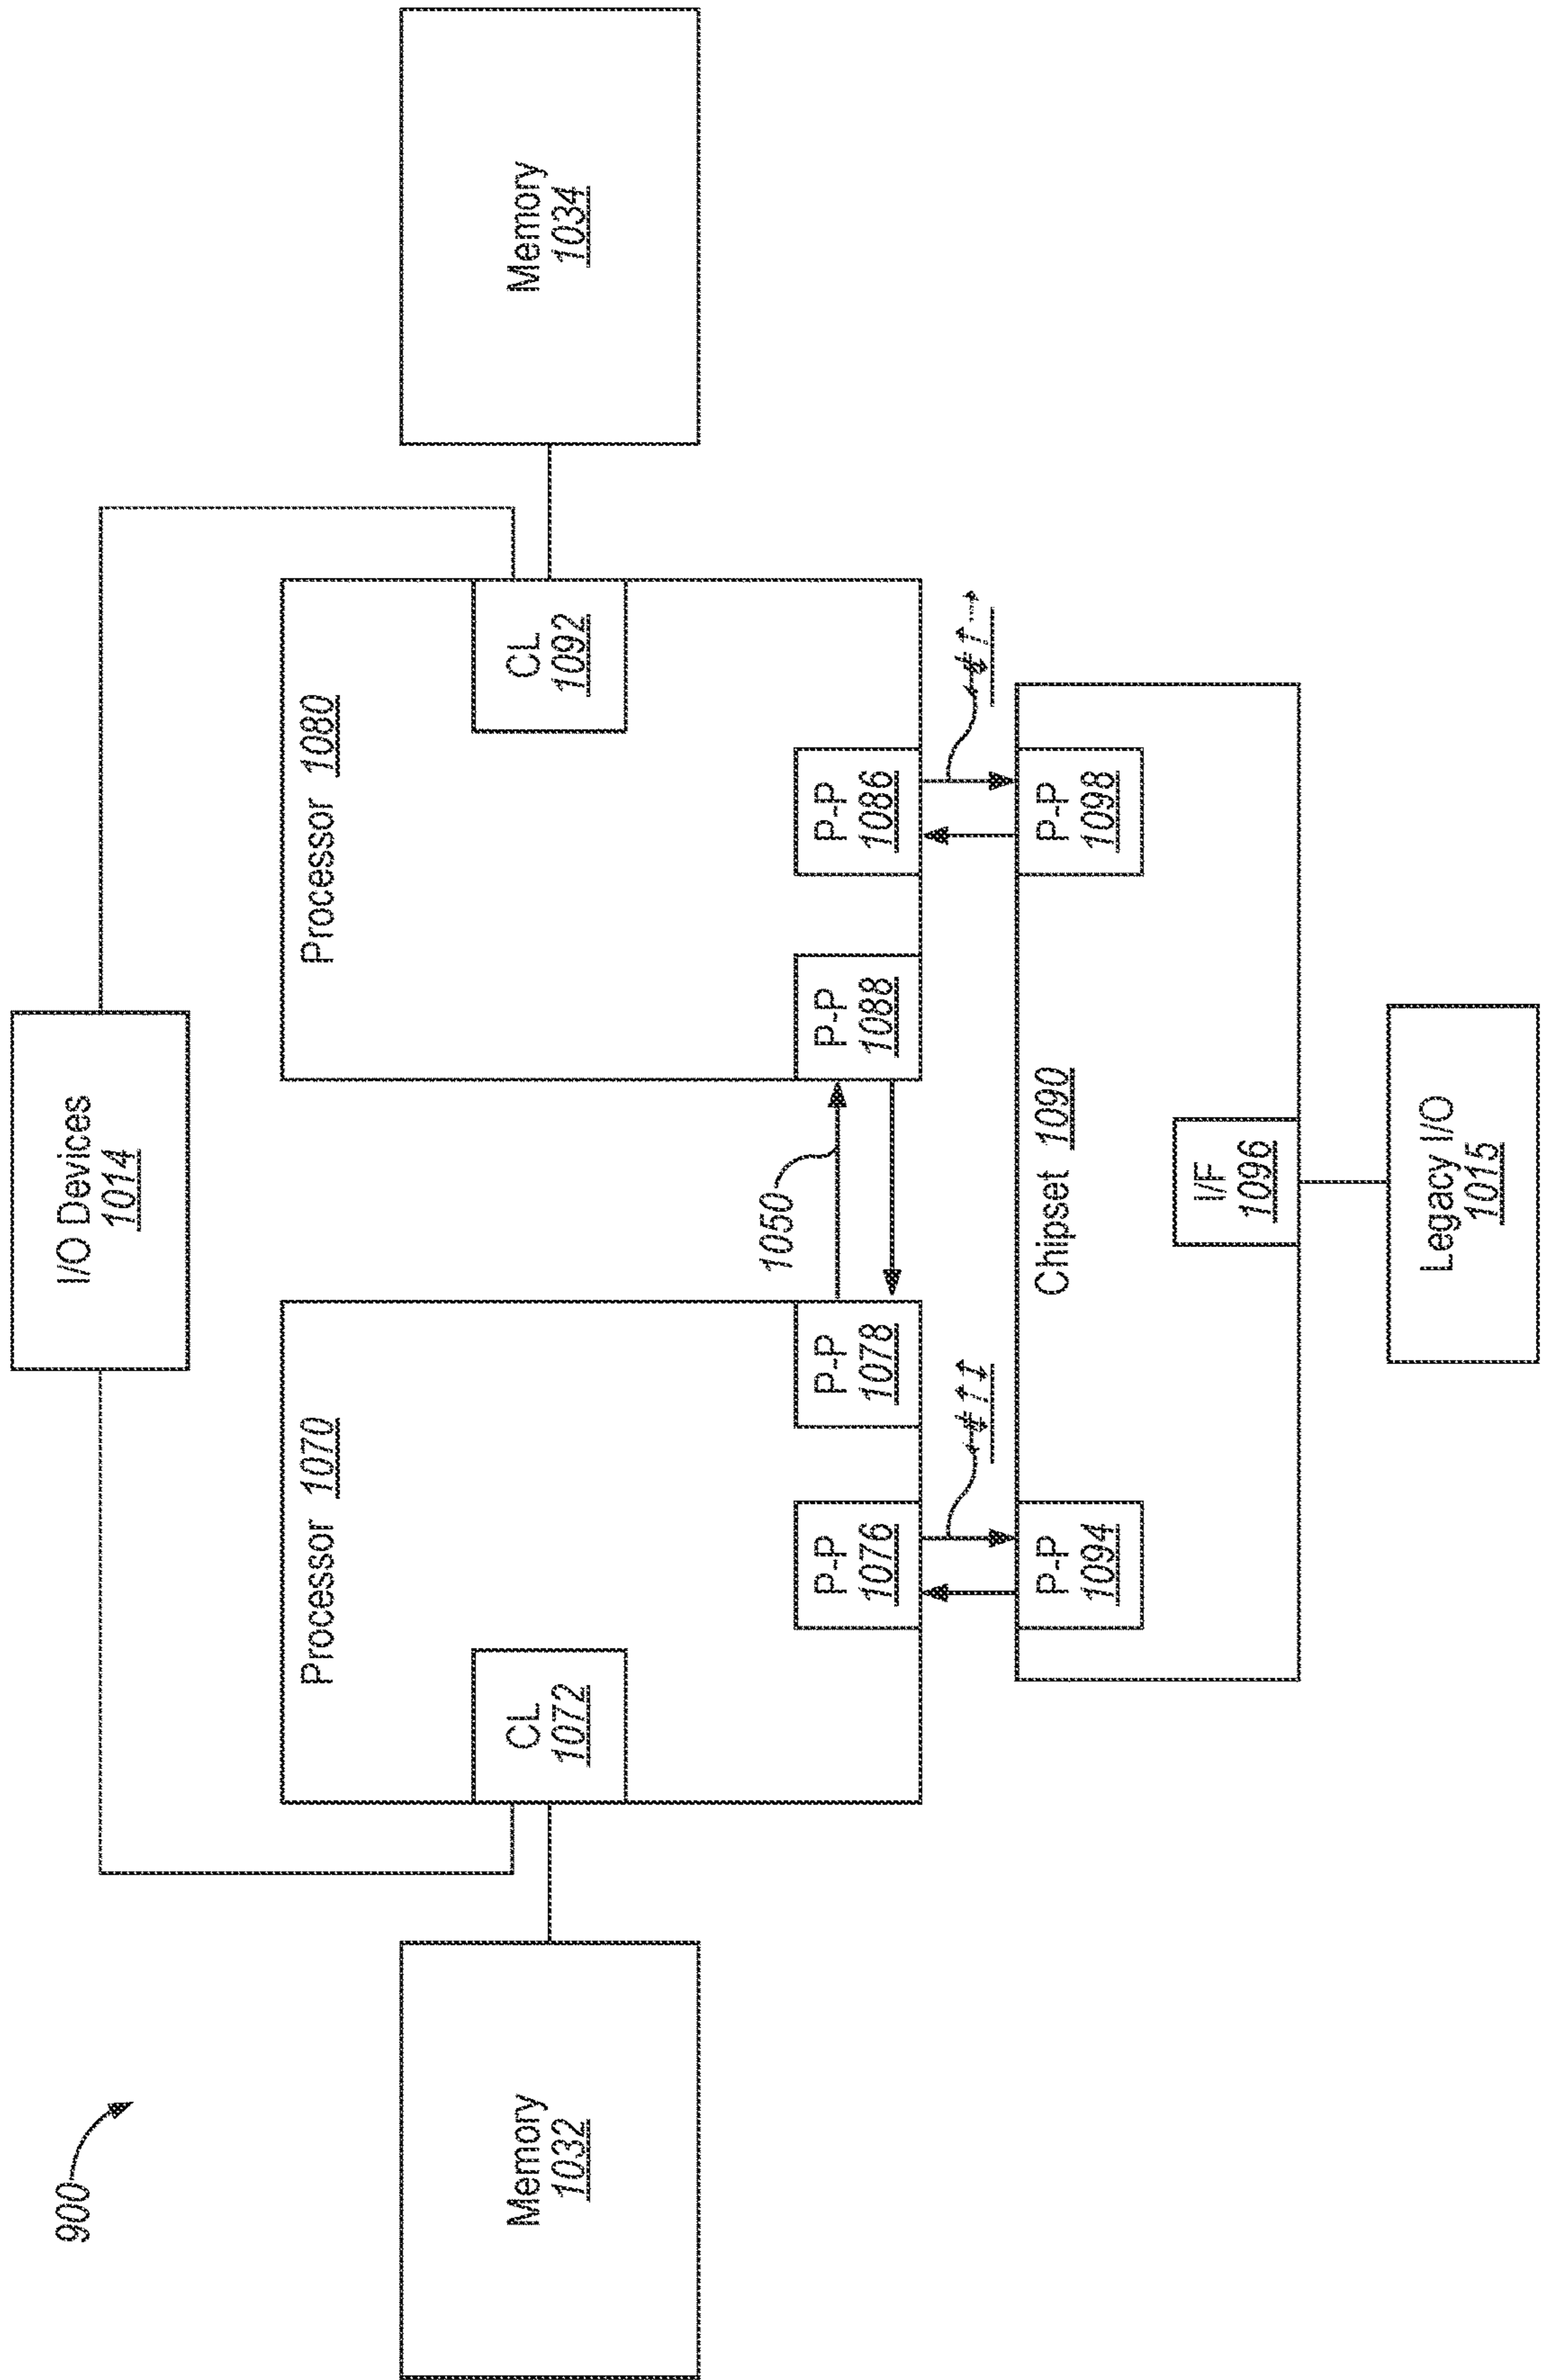 900
I/O Devices
1014
Memory
1032
Processor 1070
CL
1072
P-P
1076
P-P
1078
1050
Processor 1080
CL
1092
P-P
1088
P-P
1086
Memory
1034
Chipset 1090
P-P
1094
P-P
1098
I/F
1096
Legacy I/O
1015